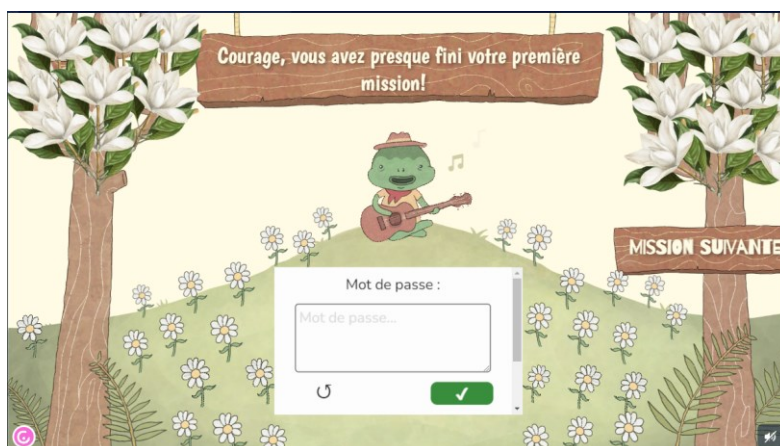 Courage, vous avez presque fini votre première
mission!
MISSION SUIVANTE
Mot de passe :
Mot de passe...